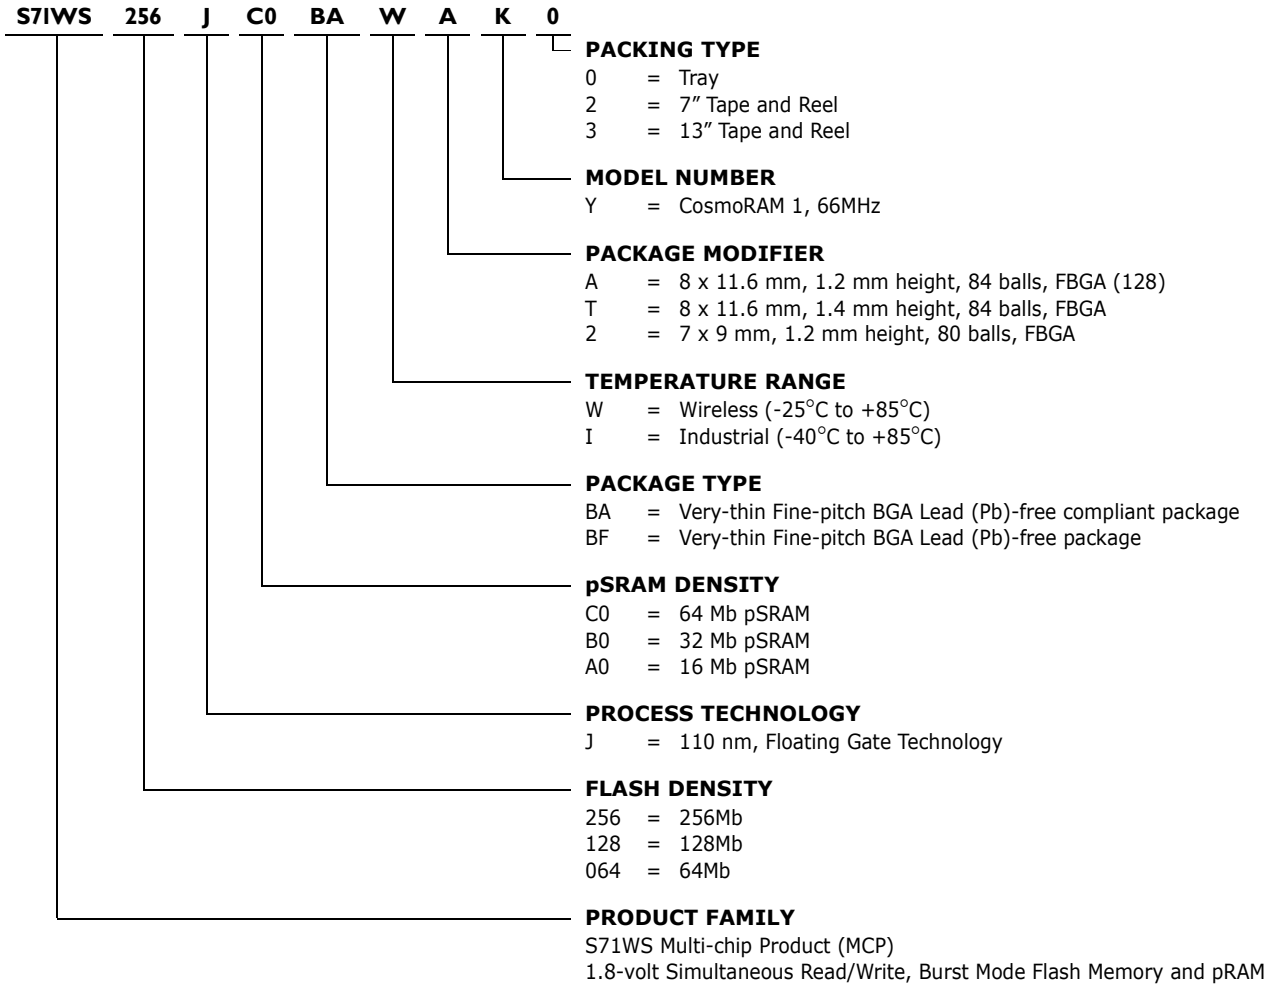 S71WS 256 J C0 BA W A K 0
PACKING TYPE
0 = Tray
2 = 7″ Tape and Reel
3 = 13″ Tape and Reel
MODEL NUMBER
Y = CosmoRAM 1, 66MHz
PACKAGE MODIFIER
A = 8 x 11.6 mm, 1.2 mm height, 84 balls, FBGA (128)
T = 8 x 11.6 mm, 1.4 mm height, 84 balls, FBGA
2 = 7 x 9 mm, 1.2 mm height, 80 balls, FBGA
TEMPERATURE RANGE
W = Wireless (-25°C to +85°C)
I = Industrial (-40°C to +85°C)
PACKAGE TYPE
BA = Very-thin Fine-pitch BGA Lead (Pb)-free compliant package
BF = Very-thin Fine-pitch BGA Lead (Pb)-free package
pSRAM DENSITY
C0 = 64 Mb pSRAM
B0 = 32 Mb pSRAM
A0 = 16 Mb pSRAM
PROCESS TECHNOLOGY
J = 110 nm, Floating Gate Technology
FLASH DENSITY
256 = 256Mb
128 = 128Mb
064 = 64Mb
PRODUCT FAMILY
S71WS Multi-chip Product (MCP)
1.8-volt Simultaneous Read/Write, Burst Mode Flash Memory and pRAM